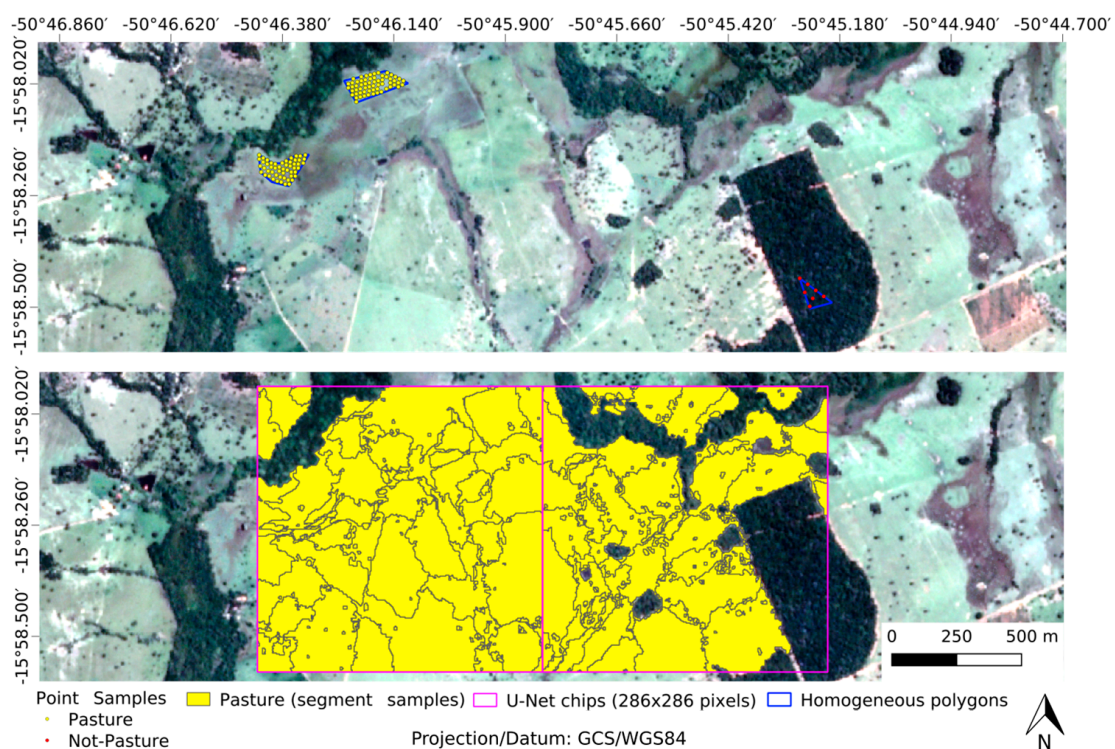 -50°46.860′ -50°46.620′ -50°46.380′ -50°46.140′ -50°45.900′ -50°45.660′ -50°45.420′ -50°45.180′ -50°44.940′ -50°44.700′
-15°58.020′
-15°58.260′
-15°58.500′
-15°58.020′
-15°58.260′
-15°58.500′
0 250 500 m
Point Samples
Pasture
Not-Pasture
Pasture (segment samples)
U-Net chips (286x286 pixels)
Homogeneous polygons
Projection/Datum: GCS/WGS84
N